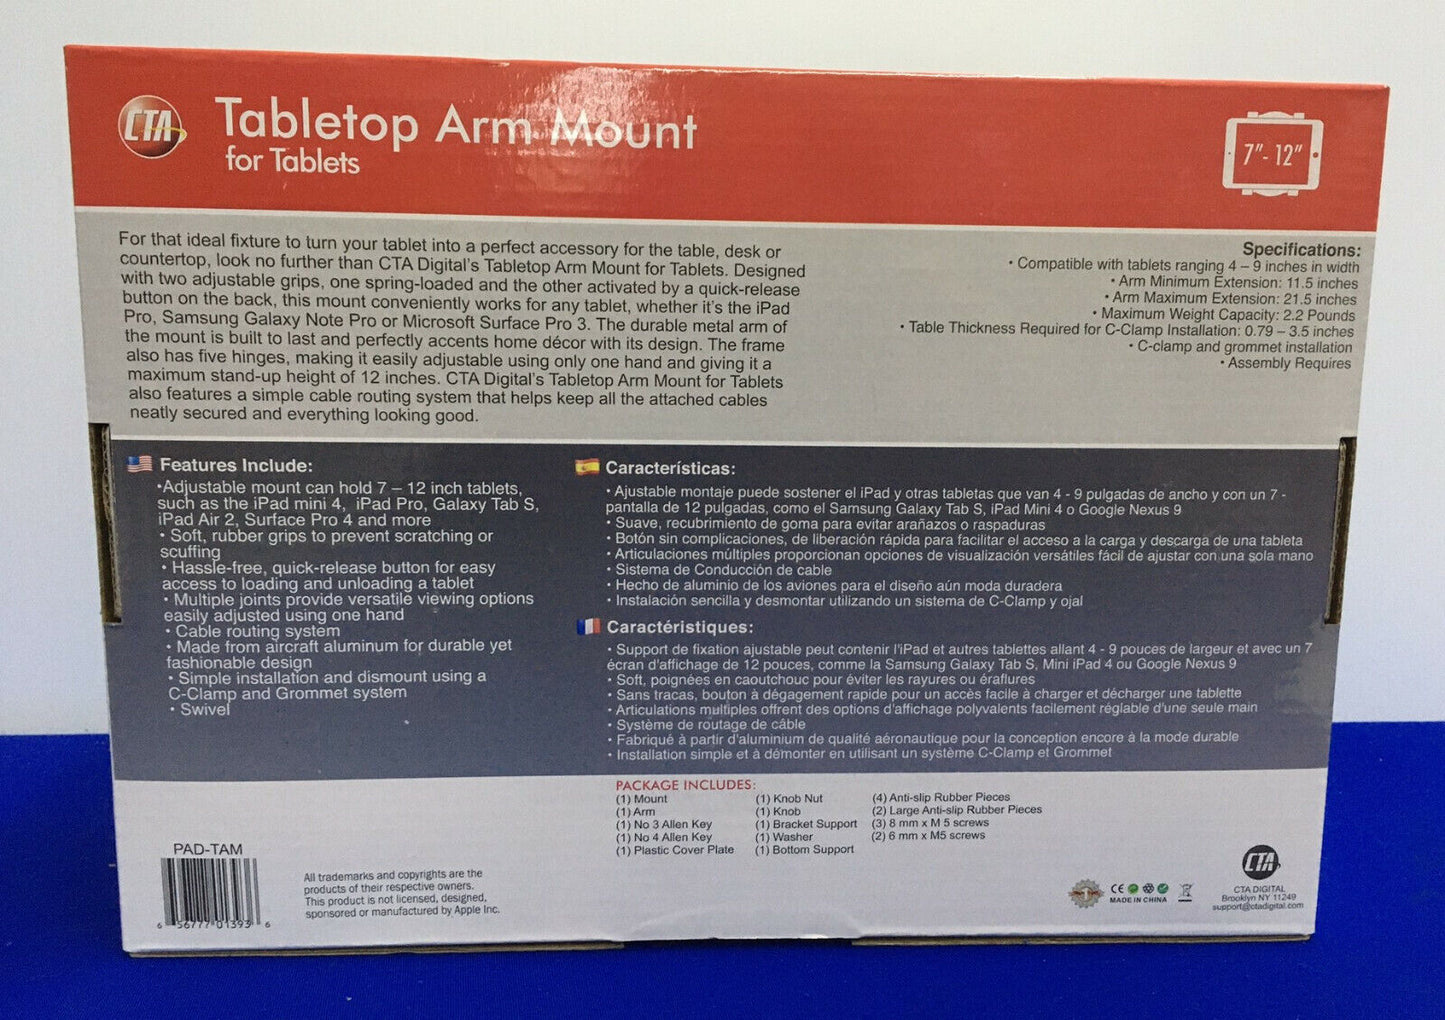 CTA
Tabletop Arm Mount
for Tablets
7"- 12"
For that ideal fixture to turn your tablet into a perfect accessory for the table, desk or
countertop, look no further than CTA Digital's Tabletop Arm Mount for Tablets. Designed
with two adjustable grips, one spring-loaded and the other activated by a quick-release
button on the back, this mount conveniently works for any tablet, whether it's the iPad
Pro, Samsung Galaxy Note Pro or Microsoft Surface Pro 3. The durable metal arm of
the mount is built to last and perfectly accents home décor with its design. The frame
also has five hinges, making it easily adjustable using only one hand and giving it a
maximum stand-up height of 12 inches. CTA Digital's Tabletop Arm Mount for Tablets
also features a simple cable routing system that helps keep all the attached cables
neatly secured and everything looking good.
Specifications:
• Compatible with tablets ranging 4 – 9 inches in width
• Arm Minimum Extension: 11.5 inches
• Arm Maximum Extension: 21.5 inches
• Maximum Weight Capacity: 2.2 Pounds
• Table Thickness Required for C-Clamp Installation: 0.79 – 3.5 inches
• C-clamp and grommet installation
• Assembly Requires
Features Include:
•Adjustable mount can hold 7 – 12 inch tablets,
such as the iPad mini 4, iPad Pro, Galaxy Tab S,
iPad Air 2, Surface Pro 4 and more
• Soft, rubber grips to prevent scratching or
scuffing
• Hassle-free, quick-release button for easy
access to loading and unloading a tablet
• Multiple joints provide versatile viewing options
easily adjusted using one hand
• Cable routing system
• Made from aircraft aluminum for durable yet
fashionable design
• Simple installation and dismount using a
C-Clamp and Grommet system
• Swivel
Características:
• Ajustable montaje puede sostener el iPad y otras tabletas que van 4 - 9 pulgadas de ancho y con un 7 -
pantalla de 12 pulgadas, como el Samsung Galaxy Tab S, iPad Mini 4 o Google Nexus 9
• Suave, recubrimiento de goma para evitar arañazos o raspaduras
• Botón sin complicaciones, de liberación rápida para facilitar el acceso a la carga y descarga de una tableta
• Articulaciones múltiples proporcionan opciones de visualización versátiles fácil de ajustar con una sola mano
• Sistema de Conducción de cable
• Hecho de aluminio de los aviones para el diseño aún moda duradera
• Instalación sencilla y desmontar utilizando un sistema de C-Clamp y ojal
Caractéristiques:
• Support de fixation ajustable peut contenir l'iPad et autres tablettes allant 4 - 9 pouces de largeur et avec un 7
écran d'affichage de 12 pouces, comme la Samsung Galaxy Tab S, Mini iPad 4 ou Google Nexus 9
• Soft, poignées en caoutchouc pour éviter les rayures ou éraflures
• Sans tracas, bouton à dégagement rapide pour un accès facile à charger et décharger une tablette
• Articulations multiples offrent des options d'affichage polyvalents facilement réglable d'une seule main
• Système de routage de câble
• Fabriqué à partir d'aluminium de qualité aéronautique pour la conception encore à la mode durable
• Installation simple et à démonter en utilisant un système C-Clamp et Grommet
PACKAGE INCLUDES:
(1) Mount
(1) Arm
(1) No 3 Allen Key
(1) No 4 Allen Key
(1) Plastic Cover Plate
(1) Knob Nut
(1) Knob
(1) Bracket Support
(1) Washer
(1) Bottom Support
(4) Anti-slip Rubber Pieces
(2) Large Anti-slip Rubber Pieces
(3) 8 mm x M 5 screws
(2) 6 mm x M5 screws
PAD-TAM
6 56777 01393 6
All trademarks and copyrights are the
products of their respective owners.
This product is not licensed, designed,
sponsored or manufactured by Apple Inc.
CE
MADE IN CHINA
CTA
CTA DIGITAL
Brooklyn NY 11249
support@ctadigital.com